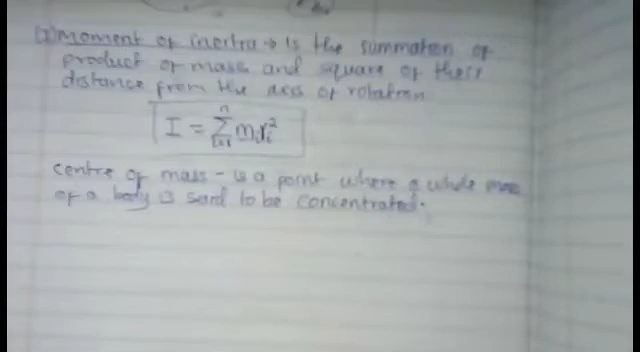 (2) Moment of inertia → is the summation of
product of mass and square of their
distance from the axis of rotation
I = n∑i=1 miri²
centre of mass - is a point where a whole mass
of a body is said to be concentrated.